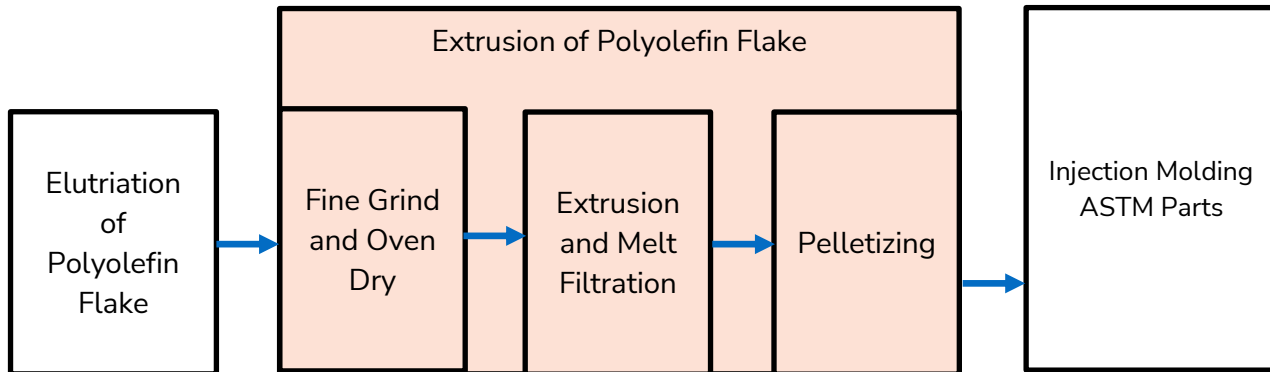 Extrusion of Polyolefin Flake
Elutriation
of
Polyolefin
Flake
Fine Grind
and Oven
Dry
Extrusion
and Melt
Filtration
Pelletizing
Injection Molding
ASTM Parts